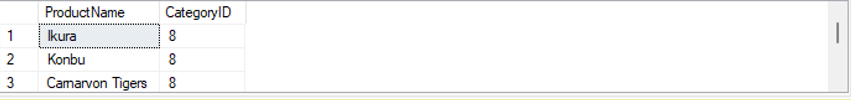 ProductName CategoryID
1 Ikura 8
2 Konbu 8
3 Carnarvon Tigers 8